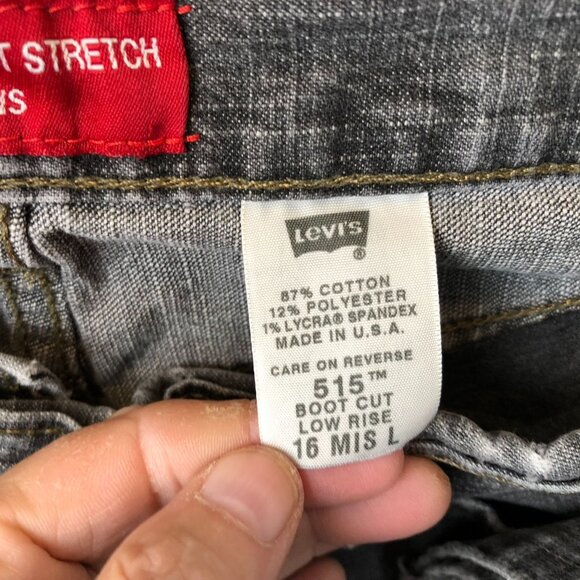 T STRETCH
Levi's
®
87% COTTON
12% POLYESTER
1% LYCRA® SPANDEX
MADE IN U.S.A.
CARE ON REVERSE
515™
BOOT CUT
LOW RISE
16 MIS L